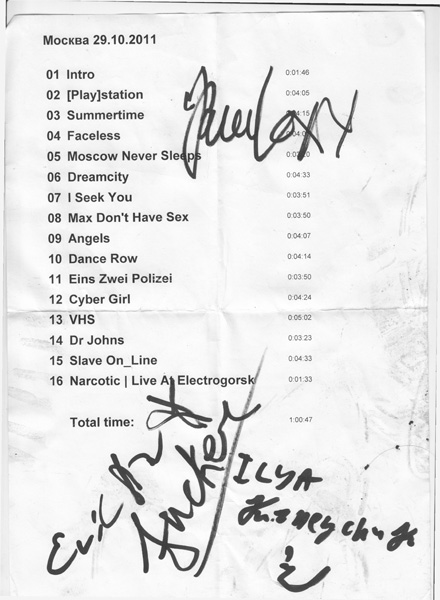 Москва 29.10.2011
01 Intro 0:01:46
02 [Play]station 0:04:05
03 Summertime :15
04 Faceless
05 Moscow Never Sleeps
06 Dreamcity 0:04:33
07 I Seek You 0:03:51
08 Max Don't Have Sex 0:03:50
09 Angels 0:04:07
10 Dance Row 0:04:14
11 Eins Zwei Polizei 0:03:50
12 Cyber Girl 0:04:24
13 VHS 0:05:02
14 Dr Johns 0:03:23
15 Slave On_Line 0:04:33
16 Narcotic | Live At Electrogorsk 0:01:33
Total time: 1:00:47
Evil
ILYA